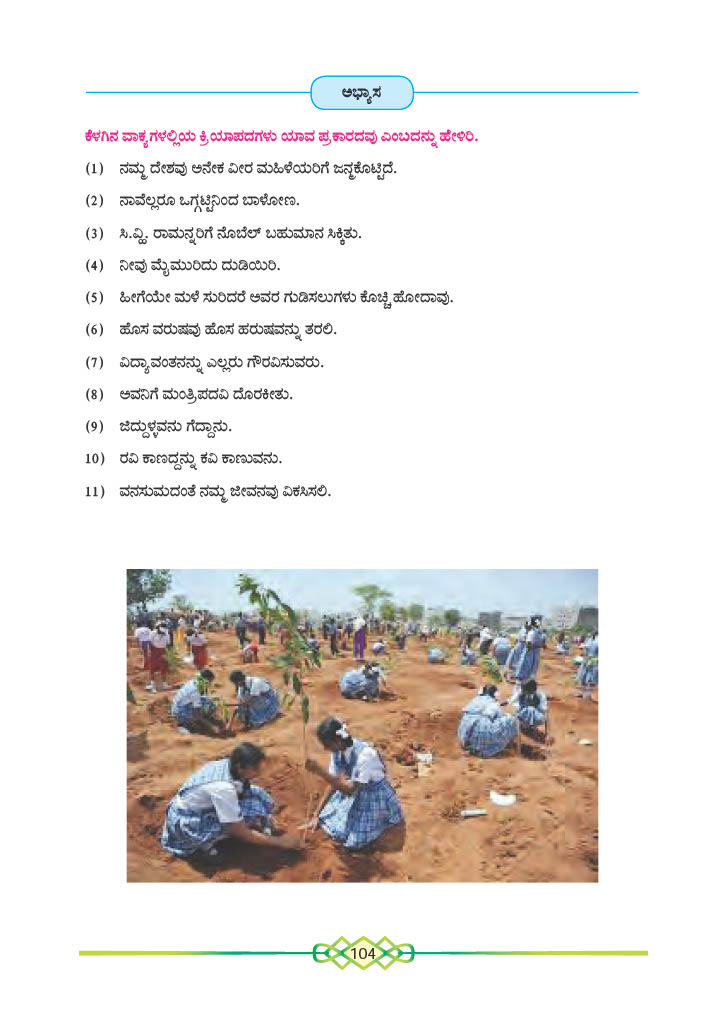 ಅಭ್ಯಾಸ
ಕೆಳಗಿನ ವಾಕ್ಯಗಳಲ್ಲಿಯ ಕ್ರಿಯಾಪದಗಳು ಯಾವ ಪ್ರಕಾರದವು ಎಂಬದನ್ನು ಹೇಳಿರಿ.
(1) ನಮ್ಮ ದೇಶವು ಅನೇಕ ವೀರ ಮಹಿಳೆಯರಿಗೆ ಜನ್ಮಕೊಟ್ಟಿದೆ.
(2) ನಾವೆಲ್ಲರೂ ಒಗ್ಗಟ್ಟಿನಿಂದ ಬಾಳೋಣ.
(3) ಸಿ.ವ್ಹಿ. ರಾಮನ್ನರಿಗೆ ನೊಬೆಲ್ ಬಹುಮಾನ ಸಿಕ್ಕಿತು.
(4) ನೀವು ಮೈಮುರಿದು ದುಡಿಯಿರಿ.
(5) ಹೀಗೆಯೇ ಮಳೆ ಸುರಿದರೆ ಅವರ ಗುಡಿಸಲುಗಳು ಕೊಚ್ಚಿ ಹೋದಾವು.
(6) ಹೊಸ ವರುಷವು ಹೊಸ ಹರುಷವನ್ನು ತರಲಿ.
(7) ವಿದ್ಯಾವಂತನನ್ನು ಎಲ್ಲರು ಗೌರವಿಸುವರು.
(8) ಅವನಿಗೆ ಮಂತ್ರಿಪದವಿ ದೊರಕೀತು.
(9) ಜಿದ್ದುಳ್ಳವನು ಗೆದ್ದಾನು.
10) ರವಿ ಕಾಣದ್ದನ್ನು ಕವಿ ಕಾಣುವನು.
11) ವನಸುಮದಂತೆ ನಮ್ಮ ಜೀವನವು ವಿಕಸಿಸಲಿ.
104